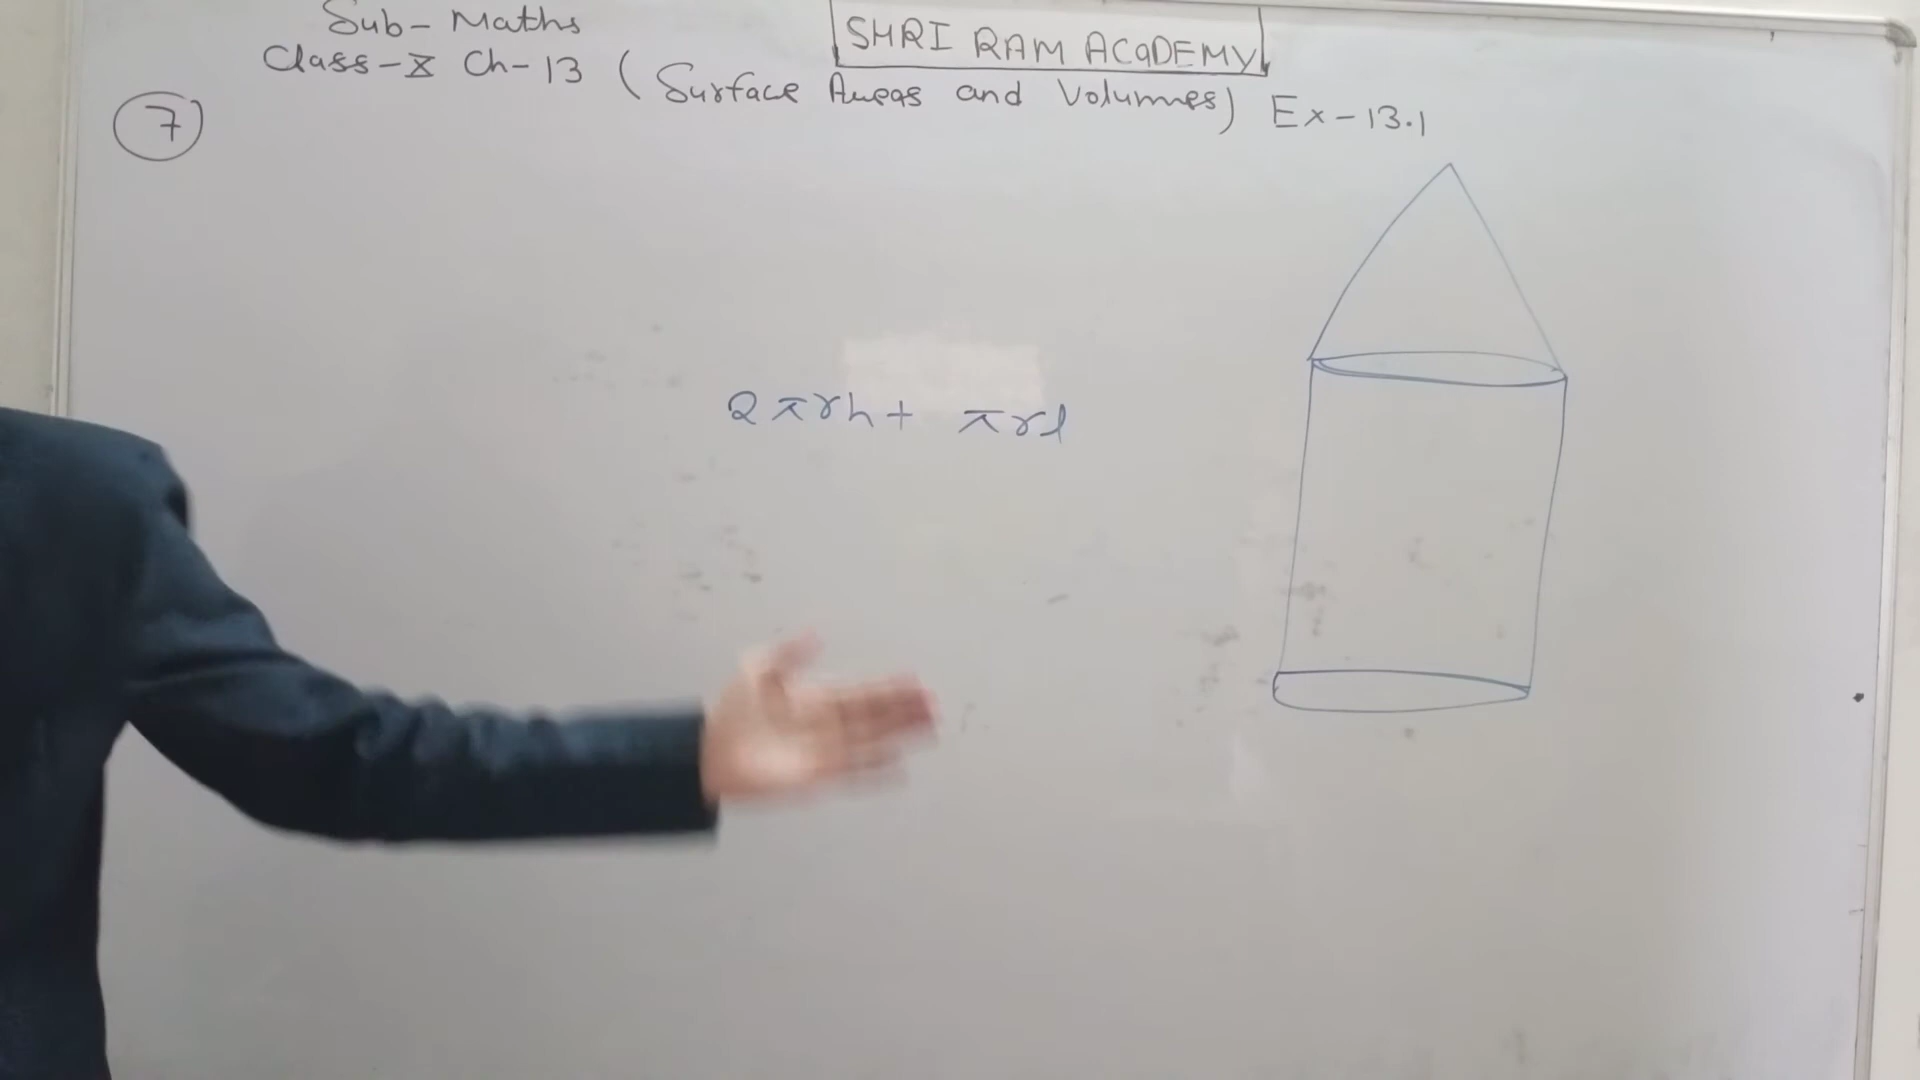 Sub- Maths
SHRI RAM ACADEMY
Class-X Ch-13 (Surface Areas and Volumes) Ex-13.1
7
2πrh + πrl